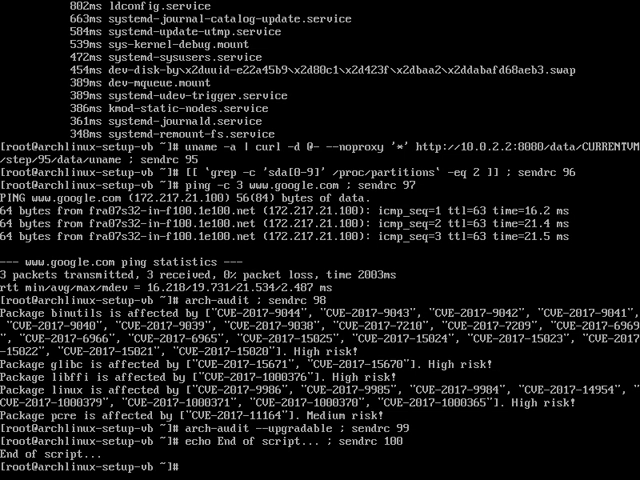 802ms ldconfig.service
663ms systemd-journal-catalog-update.service
584ms systemd-update-utmp.service
539ms sys-kernel-debug.mount
472ms systemd-sysusers.service
454ms dev-disk-by\x2duuid-e22a45b9\x2d80c1\x2d423f\x2dbaa2\x2ddabafd68aeb3.swap
389ms dev-mqueue.mount
389ms systemd-udev-trigger.service
386ms kmod-static-nodes.service
361ms systemd-journald.service
348ms systemd-remount-fs.service
[root@archlinux-setup-vb ~]# uname -a | curl -d @- --noproxy '*' http://10.0.2.2:8080/data/CURRENTVM
/step/95/data/uname ; sendrc 95
[root@archlinux-setup-vb ~]# [[ `grep -c 'sda[0-9]' /proc/partitions` -eq 2 ]] ; sendrc 96
[root@archlinux-setup-vb ~]# ping -c 3 www.google.com ; sendrc 97
PING www.google.com (172.217.21.100) 56(84) bytes of data.
64 bytes from fra07s32-in-f100.1e100.net (172.217.21.100): icmp_seq=1 ttl=63 time=16.2 ms
64 bytes from fra07s32-in-f100.1e100.net (172.217.21.100): icmp_seq=2 ttl=63 time=21.4 ms
64 bytes from fra07s32-in-f100.1e100.net (172.217.21.100): icmp_seq=3 ttl=63 time=21.5 ms
--- www.google.com ping statistics ---
3 packets transmitted, 3 received, 0% packet loss, time 2003ms
rtt min/avg/max/mdev = 16.218/19.731/21.534/2.487 ms
[root@archlinux-setup-vb ~]# arch-audit ; sendrc 98
Package binutils is affected by ["CVE-2017-9044", "CVE-2017-9043", "CVE-2017-9042", "CVE-2017-9041",
"CVE-2017-9040", "CVE-2017-9039", "CVE-2017-9038", "CVE-2017-7210", "CVE-2017-7209", "CVE-2017-6969
", "CVE-2017-6966", "CVE-2017-6965", "CVE-2017-15025", "CVE-2017-15024", "CVE-2017-15023", "CVE-2017
-15022", "CVE-2017-15021", "CVE-2017-15020"]. High risk!
Package glibc is affected by ["CVE-2017-15671", "CVE-2017-15670"]. High risk!
Package libffi is affected by ["CVE-2017-1000376"]. High risk!
Package linux is affected by ["CVE-2017-9986", "CVE-2017-9985", "CVE-2017-9984", "CVE-2017-14954", "
CVE-2017-1000379", "CVE-2017-1000371", "CVE-2017-1000370", "CVE-2017-1000365"]. High risk!
Package pcre is affected by ["CVE-2017-11164"]. Medium risk!
[root@archlinux-setup-vb ~]# arch-audit --upgradable ; sendrc 99
[root@archlinux-setup-vb ~]# echo End of script... ; sendrc 100
End of script...
[root@archlinux-setup-vb ~]#